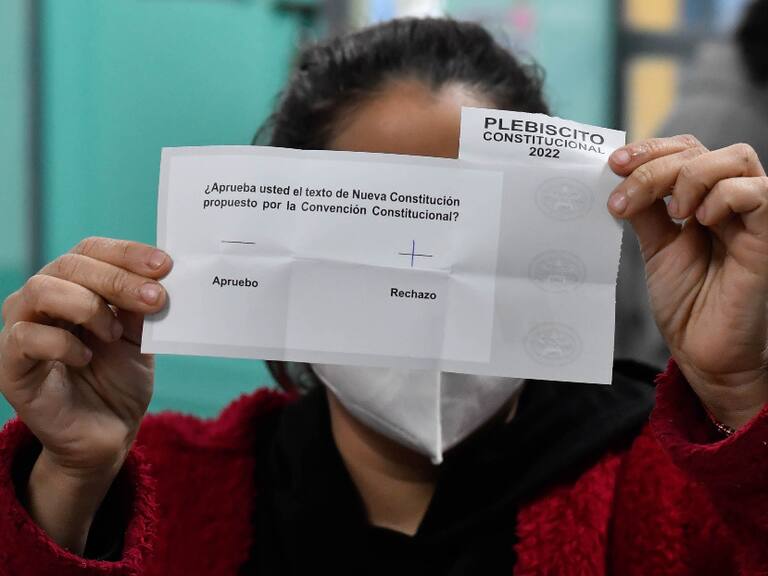 PLEBISCITO
CONSTITUCIONAL
2022
¿Aprueba usted el texto de Nueva Constitución
propuesto por la Convención Constitucional?
Apruebo
Rechazo